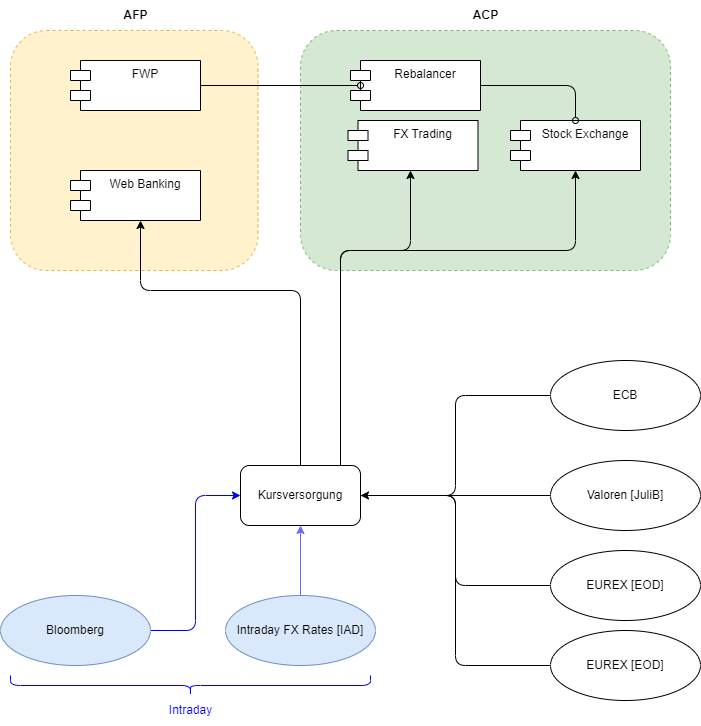 AFP
ACP
FWP
Rebalancer
FX Trading
Stock Exchange
Web Banking
ECB
Kursversorgung
Valoren [JuliB]
EUREX [EOD]
Bloomberg
Intraday FX Rates [IAD]
EUREX [EOD]
Intraday